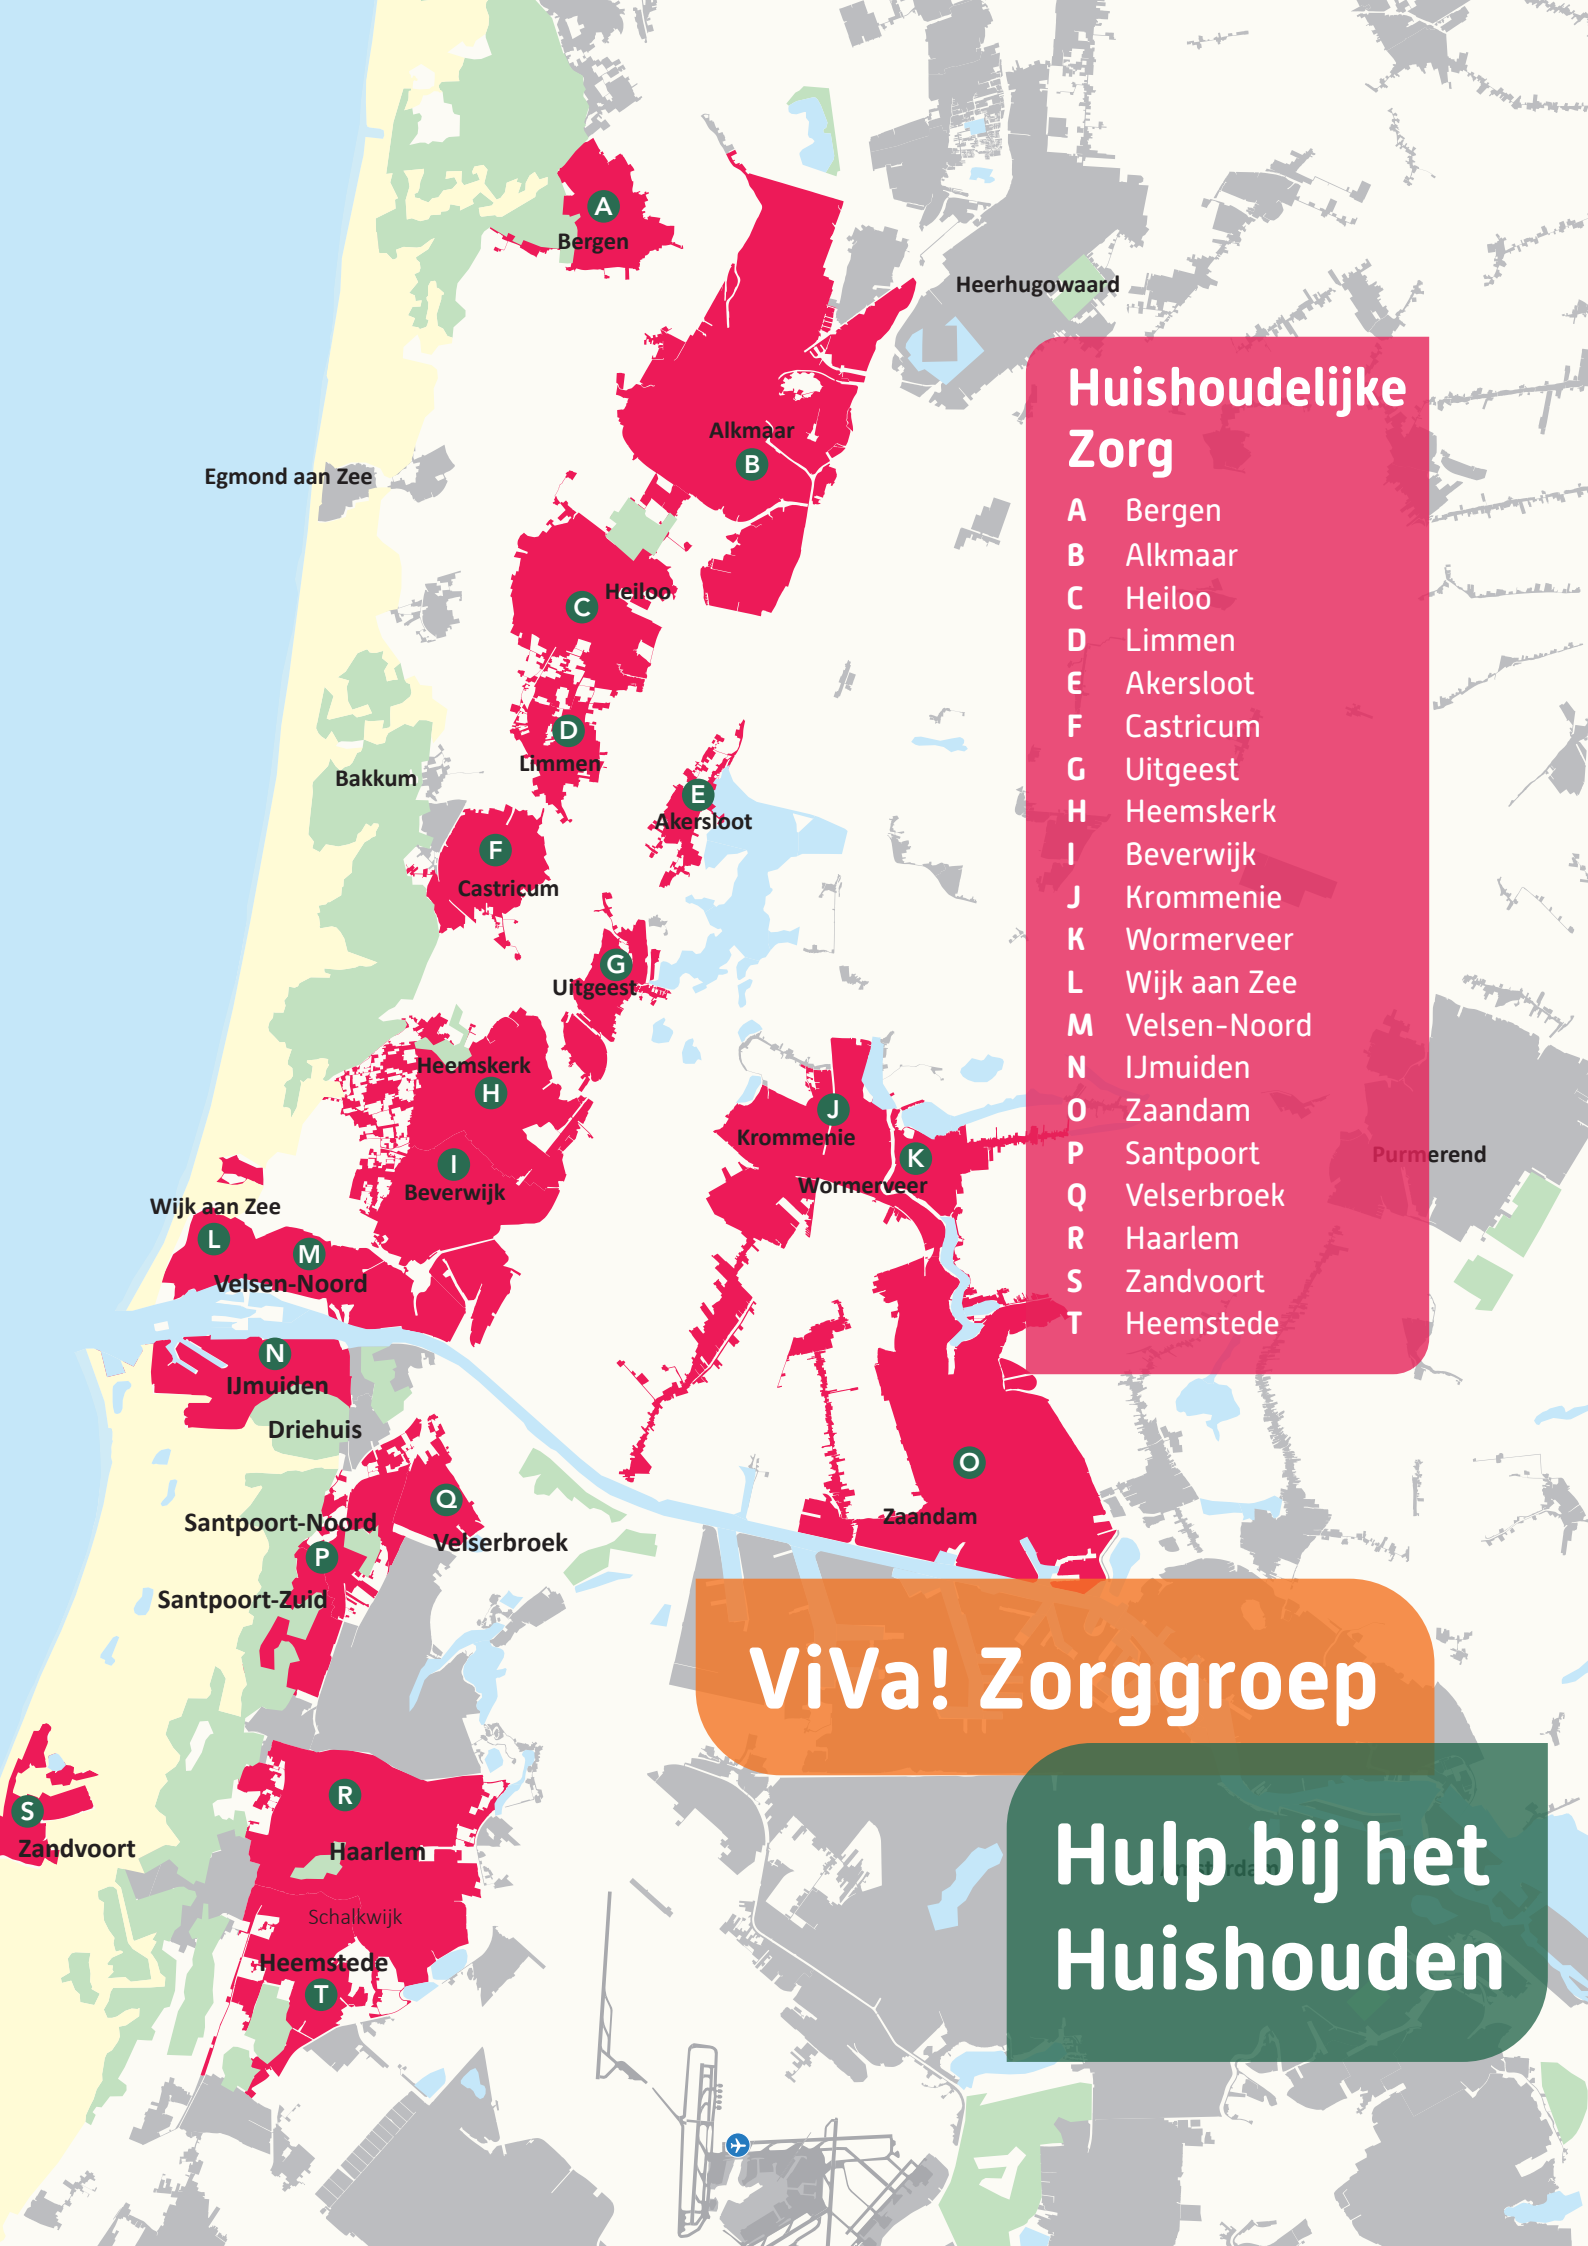 A
Bergen
Heerhugowaard
Alkmaar
B
Egmond aan Zee
Heiloo
C
D
Limmen
Bakkum
E
Akersloot
F
Castricum
G
Uitgeest
Heemskerk
H
J
Krommenie
K
Wormerveer
I
Beverwijk
Purmerend
Wijk aan Zee
L
M
Velsen-Noord
N
IJmuiden
Driehuis
O
Zaandam
Q
Velserbroek
Santpoort-Noord
P
Santpoort-Zuid
R
Haarlem
S
Zandvoort
Schalkwijk
Heemstede
T
Huishoudelijke
Zorg
A Bergen
B Alkmaar
C Heiloo
D Limmen
E Akersloot
F Castricum
G Uitgeest
H Heemskerk
I Beverwijk
J Krommenie
K Wormerveer
L Wijk aan Zee
M Velsen-Noord
N IJmuiden
O Zaandam
P Santpoort
Q Velserbroek
R Haarlem
S Zandvoort
T Heemstede
ViVa! Zorggroep
Amsterdam
Hulp bij het
Huishouden